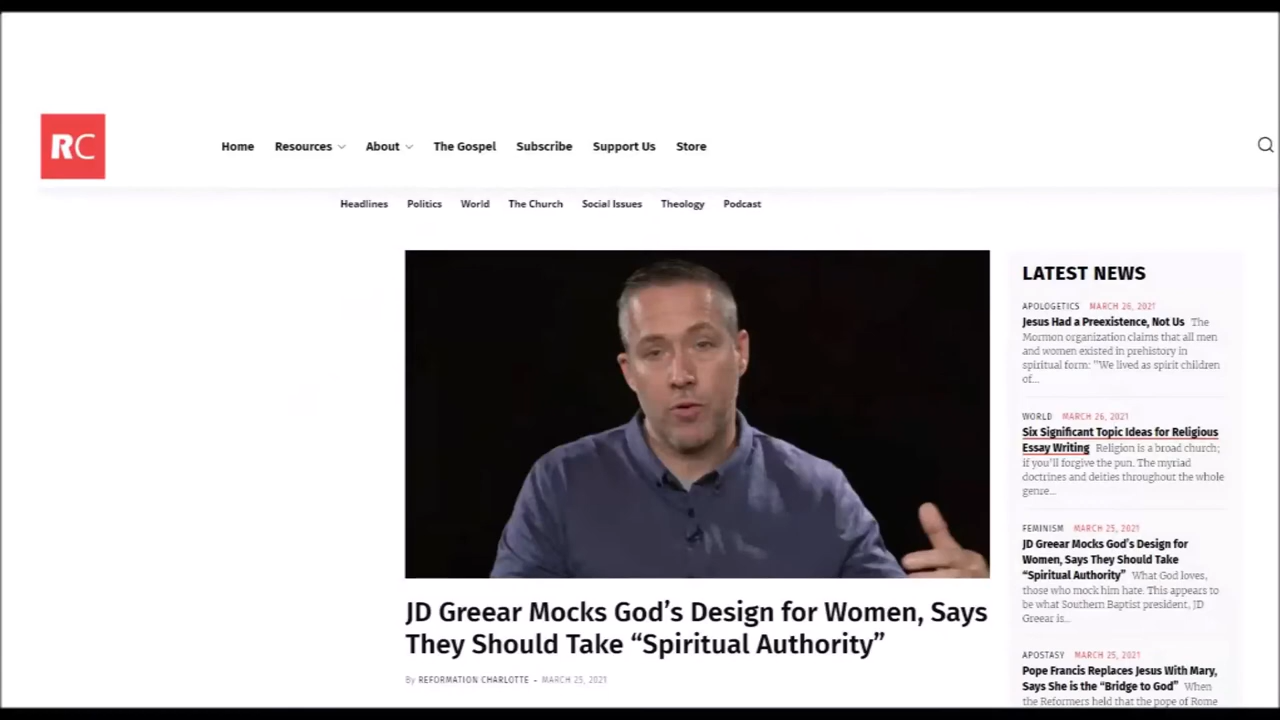 RC
Home Resources About The Gospel Subscribe Support Us Store
Headlines Politics World The Church Social Issues Theology Podcast
JD Greear Mocks God’s Design for Women, Says
They Should Take “Spiritual Authority”
By REFORMATION CHARLOTTE - MARCH 25, 2021
LATEST NEWS
APOLOGETICS MARCH 26, 2021
Jesus Had a Preexistence, Not Us The
Mormon organization claims that all men
and women existed in prehistory in
spiritual form: "We lived as spirit children
of...
WORLD MARCH 26, 2021
Six Significant Topic Ideas for Religious
Essay Writing Religion is a broad church;
if you'll forgive the pun. The myriad
doctrines and deities throughout the whole
genre...
FEMINISM MARCH 25, 2021
JD Greear Mocks God’s Design for
Women, Says They Should Take
“Spiritual Authority” What God loves,
those who mock him hate. This appears to
be what Southern Baptist president, JD
Greear is...
APOSTASY MARCH 25, 2021
Pope Francis Replaces Jesus With Mary,
Says She is the “Bridge to God” When
the Reformers held that the pope of Rome